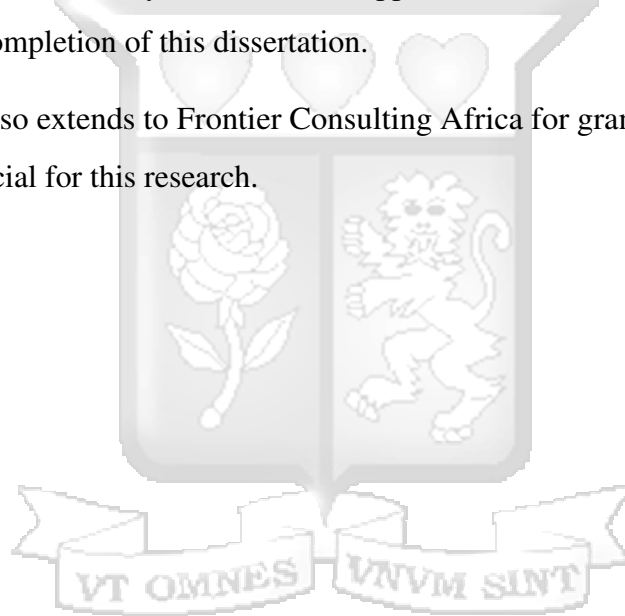 ompletion of this dissertation.
so extends to Frontier Consulting Africa for gran
cial for this research.
VT OMNES VNVM SINT